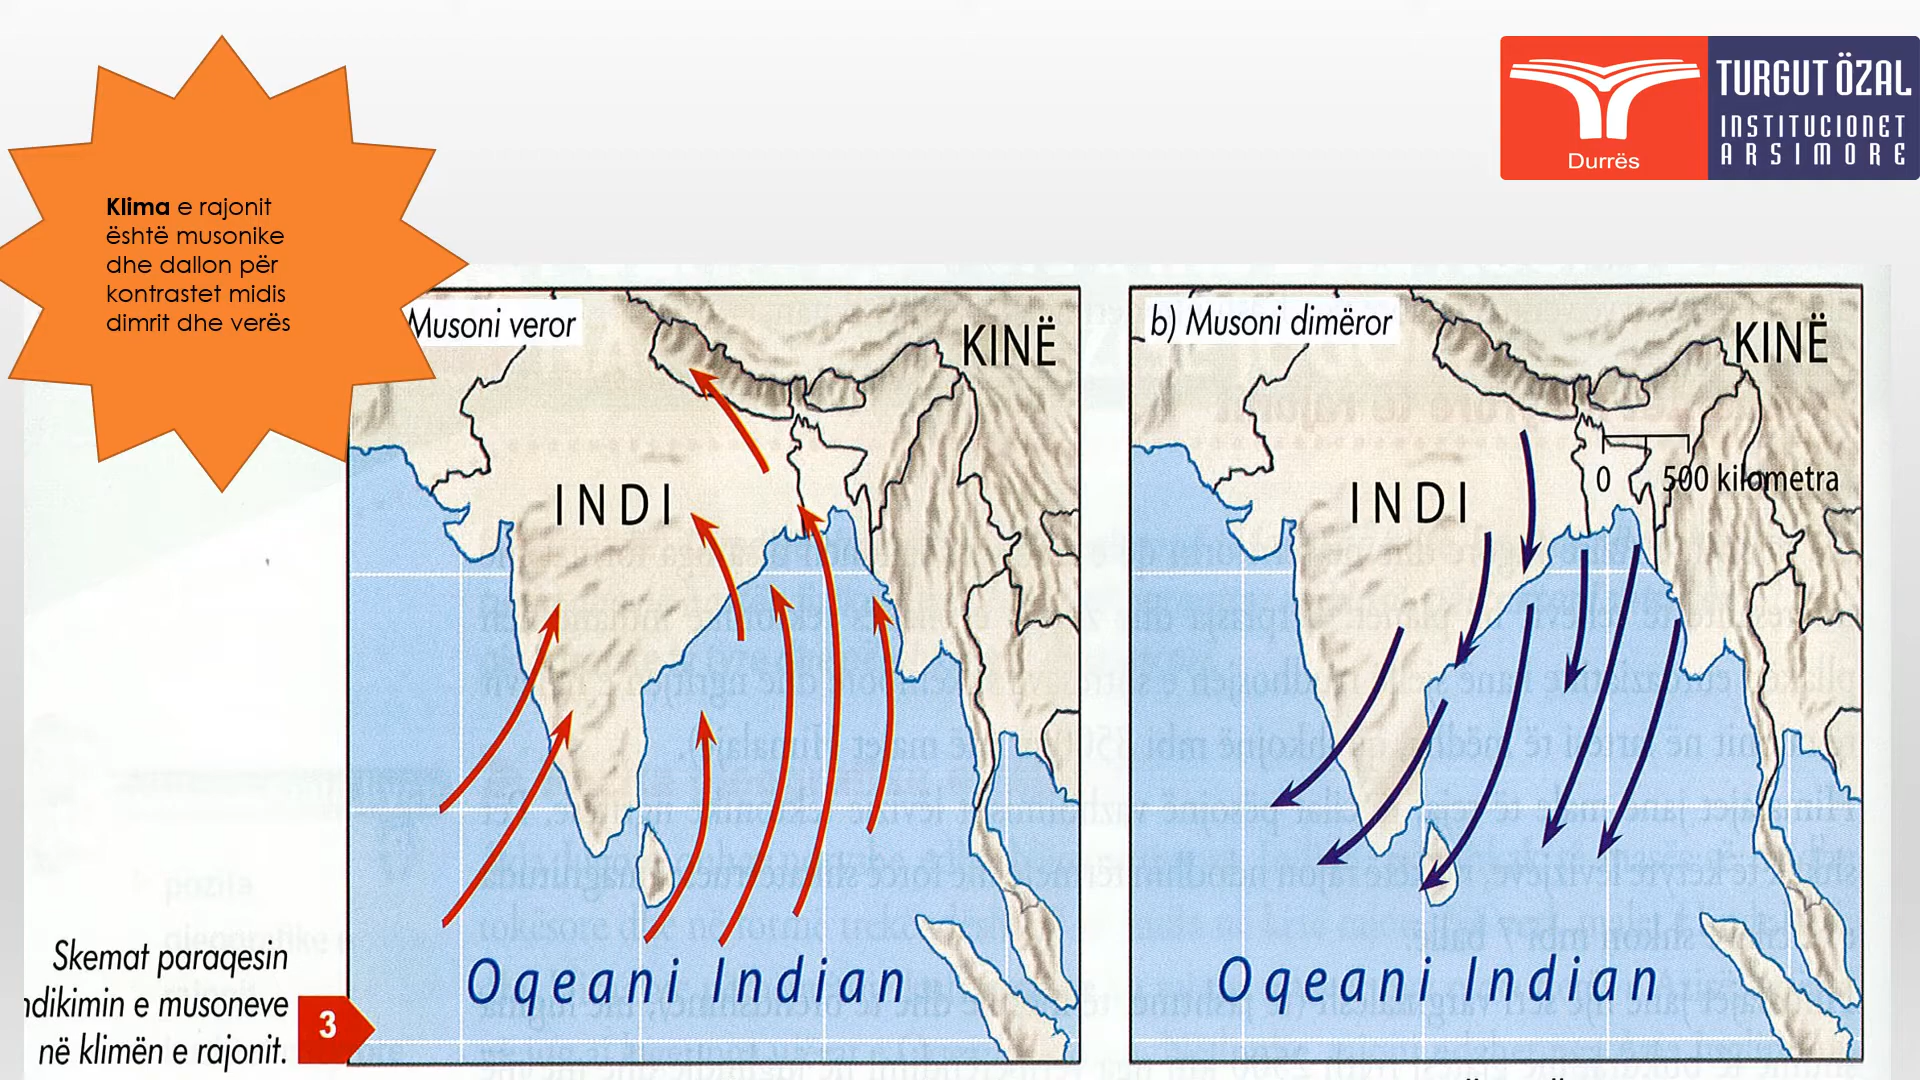 TURGUT ÖZAL
INSTITUCIONET
ARSIMORE
Durrës
Klima e rajonit
është musonike
dhe dallon për
kontrastet midis
dimrit dhe verës
Musoni veror
KINË
INDI
Oqeani Indian
b) Musoni dimëror
KINË
0 500 kilometra
INDI
Oqeani Indian
Skemat paraqesin
ndikimin e musoneve
në klimën e rajonit.
3